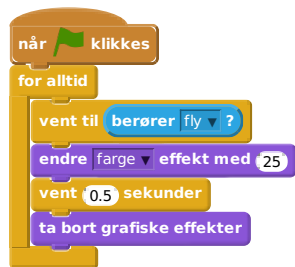 når klikkes
for alltid
vent til berører fly ?
endre farge effekt med 25
vent 0.5 sekunder
ta bort grafiske effekter